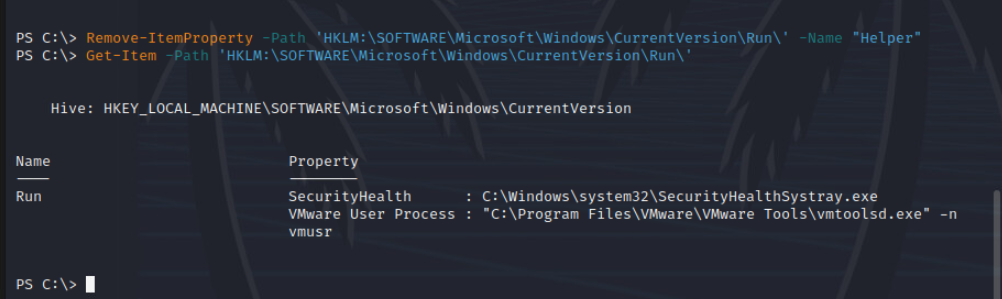 PS C:\> Remove-ItemProperty -Path 'HKLM:\SOFTWARE\Microsoft\Windows\CurrentVersion\Run\' -Name "Helper"
PS C:\> Get-Item -Path 'HKLM:\SOFTWARE\Microsoft\Windows\CurrentVersion\Run\'
Hive: HKEY_LOCAL_MACHINE\SOFTWARE\Microsoft\Windows\CurrentVersion
Name Property
---- --------
Run SecurityHealth : C:\Windows\system32\SecurityHealthSystray.exe
VMware User Process : "C:\Program Files\VMware\VMware Tools\vmtoolsd.exe" -n
vmusr
PS C:\>